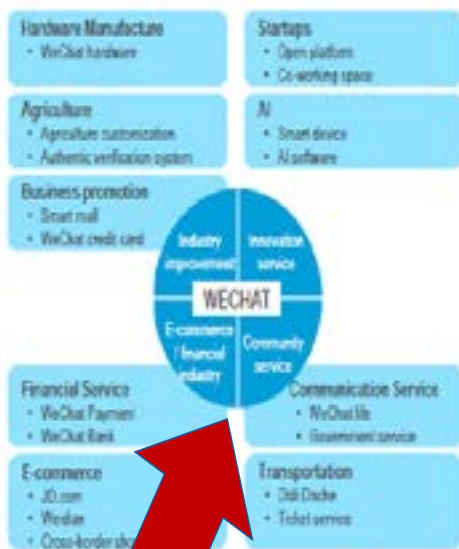 Hardware Manufacture
• WeChat hardware
Startups
• Open platform
• Co-working space
Agriculture
• Agriculture customization
• Authentic verification system
AI
• Smart device
• AI software
Business promotion
• Smart mall
• WeChat credit card
Industry
improvement
Innovation
service
WECHAT
E-commerce
/ financial
industry
Community
service
Financial Service
• WeChat Payment
• WeChat Bank
Communication Service
• WeChat life
• Government service
E-commerce
• JD.com
• Weidian
• Cross-border
Transportation
• Didi Dache
• Ticket service